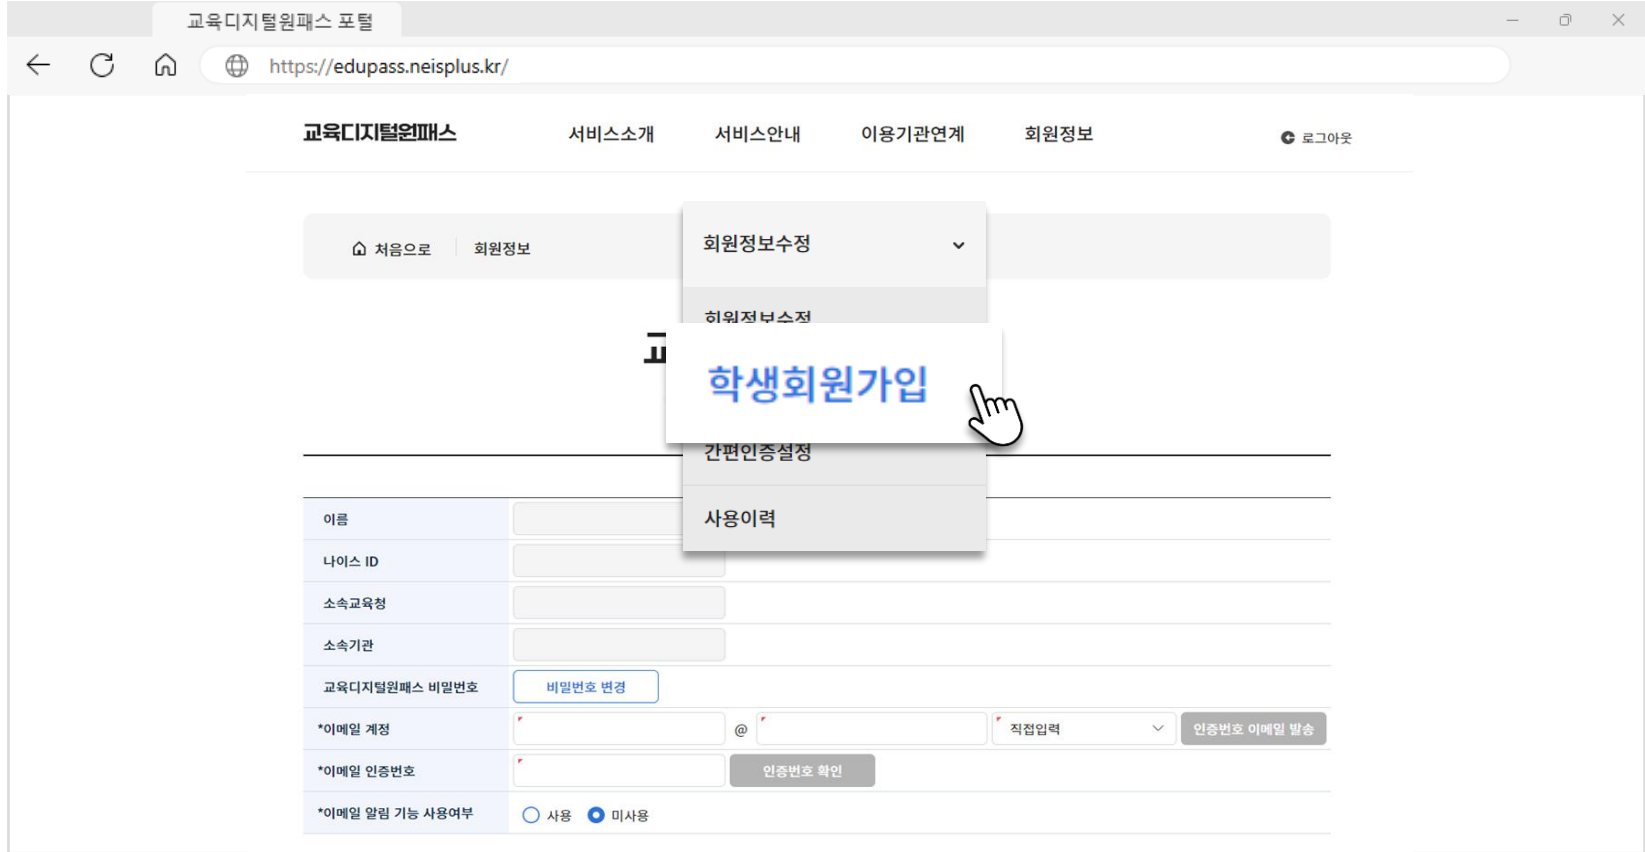 교육디지털원패스 포털
https://edupass.neisplus.kr/
교육디지털원패스
서비스소개 서비스안내 이용기관연계 회원정보 로그아웃
처음으로 회원정보 회원정보수정
회원정보수정
학생회원가입
간편인증설정
사용이력
이름
나이스 ID
소속교육청
소속기관
교육디지털원패스 비밀번호 비밀번호 변경
*이메일 계정 @ 직접입력 인증번호 이메일 발송
*이메일 인증번호 인증번호 확인
*이메일 알림 기능 사용여부 사용 미사용